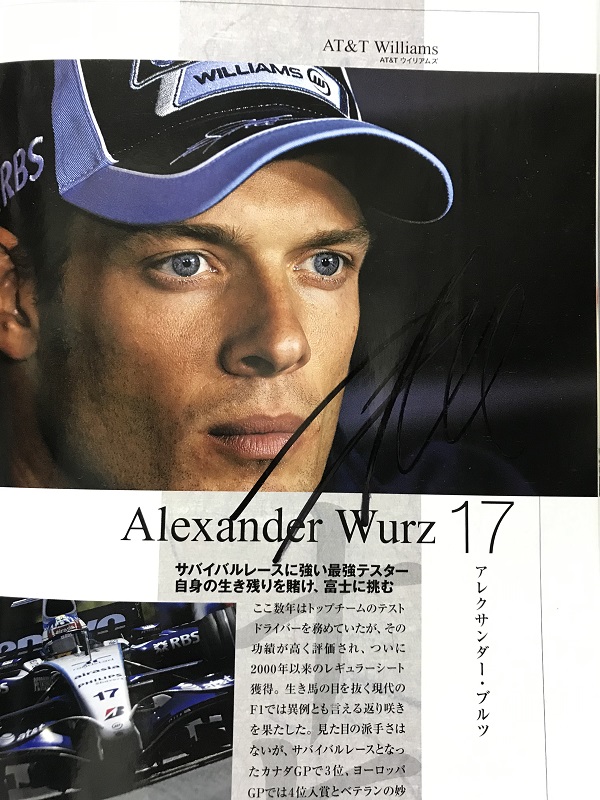 AT&T Williams
AT&T ウイリアムズ
WILLIAMS
RBS
Alexander Wurz 17
サバイバルレースに強い最強テスター
自身の生き残りを賭け、富士に挑む
アレクサンダー・ブルツ
ここ数年はトップチームのテスト
ドライバーを務めていたが、その
功績が高く評価され、ついに
2000年以来のレギュラーシート
獲得。生き馬の目を抜く現代の
F1では異例とも言える返り咲き
を果たした。見た目の派手さは
ないが、サバイバルレースとなっ
たカナダGPで3位、ヨーロッパ
GPでは4位入賞とベテランの妙
RBS
PHILIPS
17
AT&T